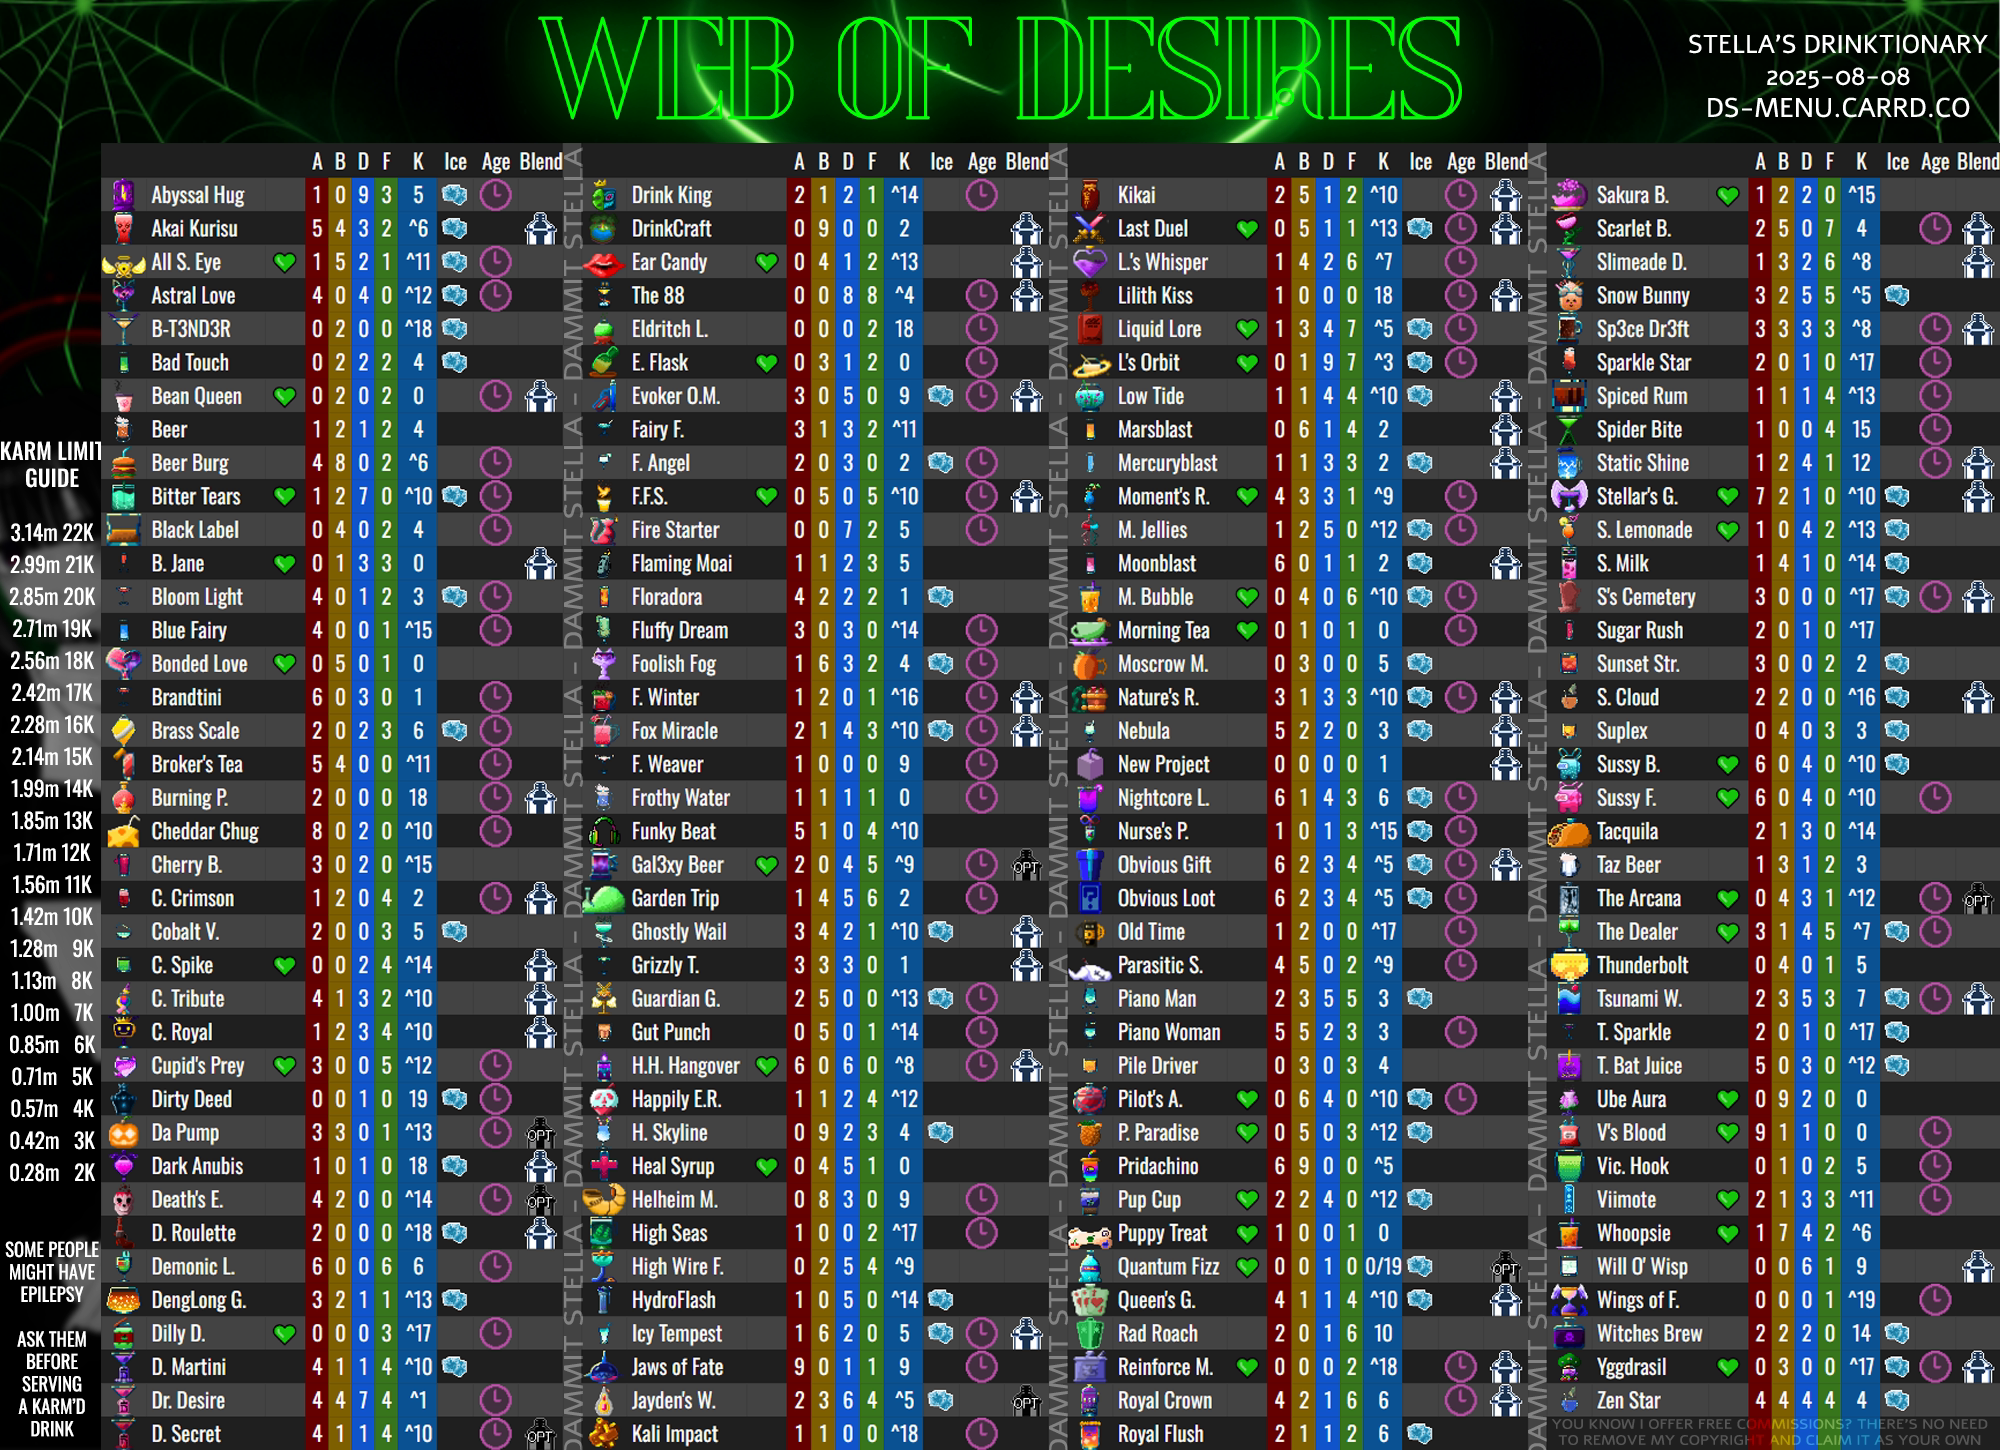 WEB OF DESIRES
STELLA'S DRINKTIONARY
2025-08-08
DS-MENU.CARRD.CO
A B D F K Ice Age Blend
Abyssal Hug 1 0 9 3 5
Akai Kurisu 5 4 3 2 ^6
All S. Eye 1 5 2 1 ^11
Astral Love 4 0 4 0 ^12
B-T3ND3R 0 2 0 0 ^18
Bad Touch 0 2 2 2 4
Bean Queen 0 2 0 2 0
Beer 1 2 1 2 4
Beer Burg 4 8 0 2 ^6
Bitter Tears 1 2 7 0 ^10
Black Label 0 4 0 2 4
B. Jane 0 1 3 3 0
Bloom Light 4 0 1 2 3
Blue Fairy 4 0 0 1 ^15
Bonded Love 0 5 0 1 0
Brandtini 6 0 3 0 1
Brass Scale 2 0 2 3 6
Broker's Tea 5 4 0 0 ^11
Burning P. 2 0 0 0 18
Cheddar Chug 8 0 2 0 ^10
Cherry B. 3 0 2 0 ^15
C. Crimson 1 2 0 4 2
Cobalt V. 2 0 0 3 5
C. Spike 0 0 2 4 ^14
C. Tribute 4 1 3 2 ^10
C. Royal 1 2 3 4 ^10
Cupid's Prey 3 0 0 5 ^12
Dirty Deed 0 0 1 0 19
Da Pump 3 3 0 1 ^13 OPT
Dark Anubis 1 0 1 0 18
Death's E. 4 2 0 0 ^14 OPT
D. Roulette 2 0 0 0 ^18
Demonic L. 6 0 0 6 6
DengLong G. 3 2 1 1 ^13
Dilly D. 0 0 0 3 ^17
D. Martini 4 1 1 4 ^10
Dr. Desire 4 4 7 4 ^1
D. Secret 4 1 1 4 ^10 OPT
A B D F K Ice Age Blend
Drink King 2 1 2 1 ^14
DrinkCraft 0 9 0 0 2
Ear Candy 0 4 1 2 ^13
The 88 0 0 8 8 ^4
Eldritch L. 0 0 0 2 18
E. Flask 0 3 1 2 0
Evoker O.M. 3 0 5 0 9
Fairy F. 3 1 3 2 ^11
F. Angel 2 0 3 0 2
F.F.S. 0 5 0 5 ^10
Fire Starter 0 0 7 2 5
Flaming Moai 1 1 2 3 5
Floradora 4 2 2 2 1
Fluffy Dream 3 0 3 0 ^14
Foolish Fog 1 6 3 2 4
F. Winter 1 2 0 1 ^16
Fox Miracle 2 1 4 3 ^10
F. Weaver 1 0 0 0 9
Frothy Water 1 1 1 1 0
Funky Beat 5 1 0 4 ^10
Gal3xy Beer 2 0 4 5 ^9 OPT
Garden Trip 1 4 5 6 2
Ghostly Wail 3 4 2 1 ^10
Grizzly T. 3 3 3 0 1
Guardian G. 2 5 0 0 ^13
Gut Punch 0 5 0 1 ^14
H.H. Hangover 6 0 6 0 ^8
Happily E.R. 1 1 2 4 ^12
H. Skyline 0 9 2 3 4
Heal Syrup 0 4 5 1 0
Helheim M. 0 8 3 0 9
High Seas 1 0 0 2 ^17
High Wire F. 0 2 5 4 ^9
HydroFlash 1 0 5 0 ^14
Icy Tempest 1 6 2 0 5
Jaws of Fate 9 0 1 1 9
Jayden's W. 2 3 6 4 ^5 OPT
Kali Impact 1 1 0 0 ^18
A B D F K Ice Age Blend
Kikai 2 5 1 2 ^10
Last Duel 0 5 1 1 ^13
L.'s Whisper 1 4 2 6 ^7
Lilith Kiss 1 0 0 0 18
Liquid Lore 1 3 4 7 ^5
L's Orbit 0 1 9 7 ^3
Low Tide 1 1 4 4 ^10
Marsblast 0 6 1 4 2
Mercuryblast 1 1 3 3 2
Moment's R. 4 3 3 1 ^9
M. Jellies 1 2 5 0 ^12
Moonblast 6 0 1 1 2
M. Bubble 0 4 0 6 ^10
Morning Tea 0 1 0 1 0
Moscrow M. 0 3 0 0 5
Nature's R. 3 1 3 3 ^10
Nebula 5 2 2 0 3
New Project 0 0 0 0 1
Nightcore L. 6 1 4 3 6
Nurse's P. 1 0 1 3 ^15
Obvious Gift 6 2 3 4 ^5
Obvious Loot 6 2 3 4 ^5
Old Time 1 2 0 0 ^17
Parasitic S. 4 5 0 2 ^9
Piano Man 2 3 5 5 3
Piano Woman 5 5 2 3 3
Pile Driver 0 3 0 3 4
Pilot's A. 0 6 4 0 ^10
P. Paradise 0 5 0 3 ^12
Pridachino 6 9 0 0 ^5
Pup Cup 2 2 4 0 ^12
Puppy Treat 1 0 0 1 0
Quantum Fizz 0 0 1 0 0/19 OPT
Queen's G. 4 1 1 4 ^10
Rad Roach 2 0 1 6 10
Reinforce M. 0 0 0 2 ^18
Royal Crown 4 2 1 6 6
Royal Flush 2 1 1 2 6
A B D F K Ice Age Blend
Sakura B. 1 2 2 0 ^15
Scarlet B. 2 5 0 7 4
Slimeade D. 1 3 2 6 ^8
Snow Bunny 3 2 5 5 ^5
Sp3ce Dr3ft 3 3 3 3 ^8
Sparkle Star 2 0 1 0 ^17
Spiced Rum 1 1 1 4 ^13
Spider Bite 1 0 0 4 15
Static Shine 1 2 4 1 12
Stellar's G. 7 2 1 0 ^10
S. Lemonade 1 0 4 2 ^13
S. Milk 1 4 1 0 ^14
S's Cemetery 3 0 0 0 ^17
Sugar Rush 2 0 1 0 ^17
Sunset Str. 3 0 0 2 2
S. Cloud 2 2 0 0 ^16
Suplex 0 4 0 3 3
Sussy B. 6 0 4 0 ^10
Sussy F. 6 0 4 0 ^10
Tacquila 2 1 3 0 ^14
Taz Beer 1 3 1 2 3
The Arcana 0 4 3 1 ^12 OPT
The Dealer 3 1 4 5 ^7
Thunderbolt 0 4 0 1 5
Tsunami W. 2 3 5 3 7
T. Sparkle 2 0 1 0 ^17
T. Bat Juice 5 0 3 0 ^12
Ube Aura 0 9 2 0 0
V's Blood 9 1 1 0 0
Vic. Hook 0 1 0 2 5
Viimote 2 1 3 3 ^11
Whoopsie 1 7 4 2 ^6
Will O' Wisp 0 0 6 1 9
Wings of F. 0 0 0 1 ^19
Witches Brew 2 2 2 0 14
Yggdrasil 0 3 0 0 ^17
Zen Star 4 4 4 4 4
YOU KNOW I OFFER FREE COMMISSIONS? THERE'S NO NEED
TO REMOVE MY COPYRIGHT AND CLAIM IT AS YOUR OWN
KARM LIMIT
GUIDE
3.14m 22K
2.99m 21K
2.85m 20K
2.71m 19K
2.56m 18K
2.42m 17K
2.28m 16K
2.14m 15K
1.99m 14K
1.85m 13K
1.71m 12K
1.56m 11K
1.42m 10K
1.28m 9K
1.13m 8K
1.00m 7K
0.85m 6K
0.71m 5K
0.57m 4K
0.42m 3K
0.28m 2K
SOME PEOPLE
MIGHT HAVE
EPILEPSY
ASK THEM
BEFORE
SERVING
A KARM'D
DRINK
DAMMIT STELLA - DAMMIT STELLA - DAMMIT STELLA - DAMMIT STELLA
DAMMIT STELLA - DAMMIT STELLA - DAMMIT STELLA - DAMMIT STELLA
DAMMIT STELLA - DAMMIT STELLA - DAMMIT STELLA - DAMMIT STELLA